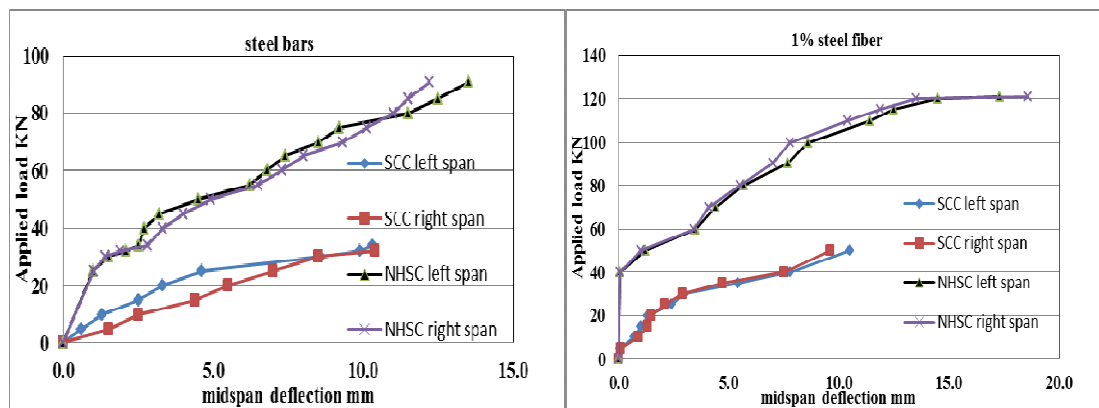 steel bars
Applied load KN
100
80
60
40
20
0
0.0
5.0
10.0
15.0
midspan deflection mm
SCC left span
SCC right span
NHSC left span
NHSC right span
1% steel fiber
Applied load KN
140
120
100
80
60
40
20
0
0.0
5.0
10.0
15.0
20.0
midspan deflection mm
SCC left span
SCC right span
NHSC left span
NHSC right span